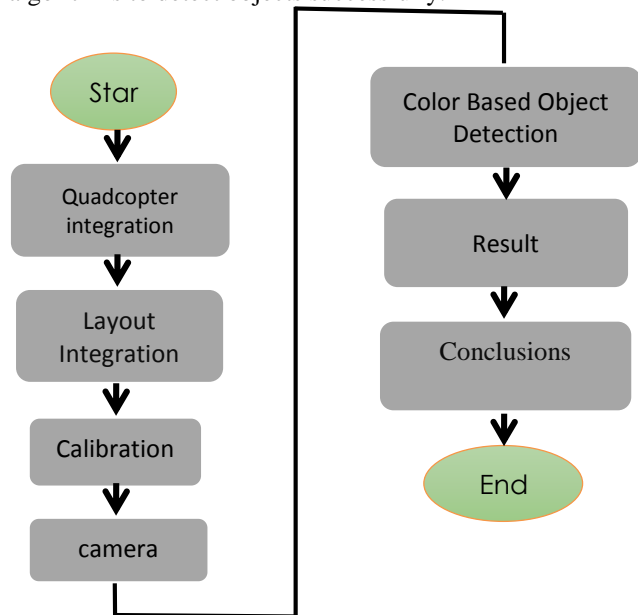 Star
Quadcopter
integration
Layout
Integration
Calibration
camera
Color Based Object
Detection
Result
Conclusions
End